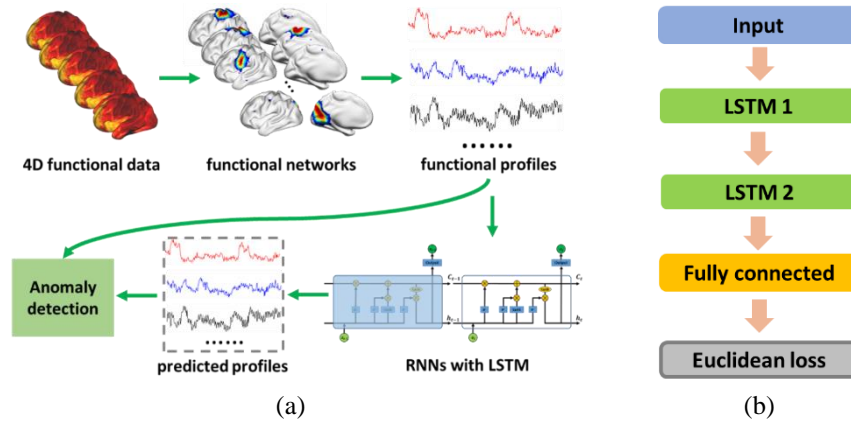 4D functional data
functional networks
functional profiles
Anomaly
detection
predicted profiles
RNNs with LSTM
(a)
Input
LSTM 1
LSTM 2
Fully connected
Euclidean loss
(b)